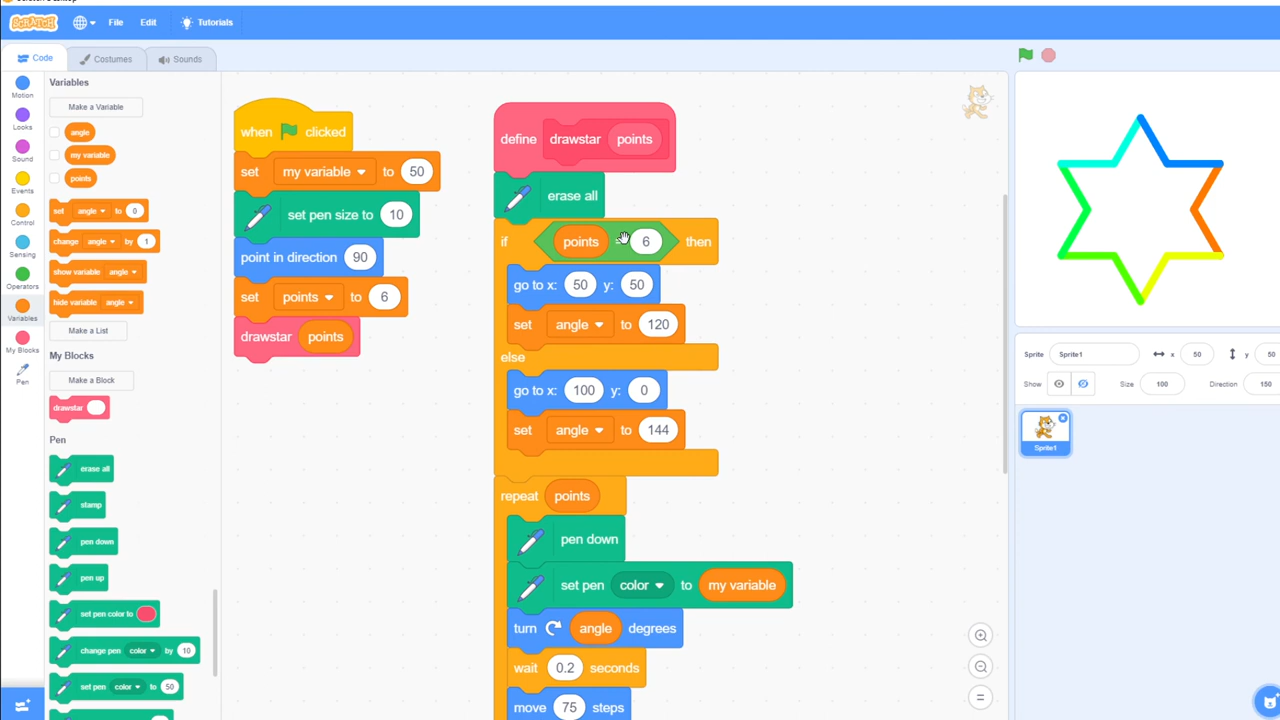 SCRATCH
File
Edit
Tutorials
Code
Costumes
Sounds
Motion
Looks
Sound
Events
Control
Sensing
Operators
Variables
My Blocks
Pen
Variables
Make a Variable
angle
my variable
points
set angle to 0
change angle by 1
show variable angle
hide variable angle
Make a List
My Blocks
Make a Block
drawstar
Pen
erase all
stamp
pen down
pen up
set pen color to
change pen color by 10
set pen color to 50
when clicked
set my variable to 50
set pen size to 10
point in direction 90
set points to 6
drawstar points
define drawstar points
erase all
if points 6 then
go to x: 50 y: 50
set angle to 120
else
go to x: 100 y: 0
set angle to 144
repeat points
pen down
set pen color to my variable
turn angle degrees
wait 0.2 seconds
move 75 steps
Sprite Sprite1 x 50 y 50
Show Size 100 Direction 150
Sprite1